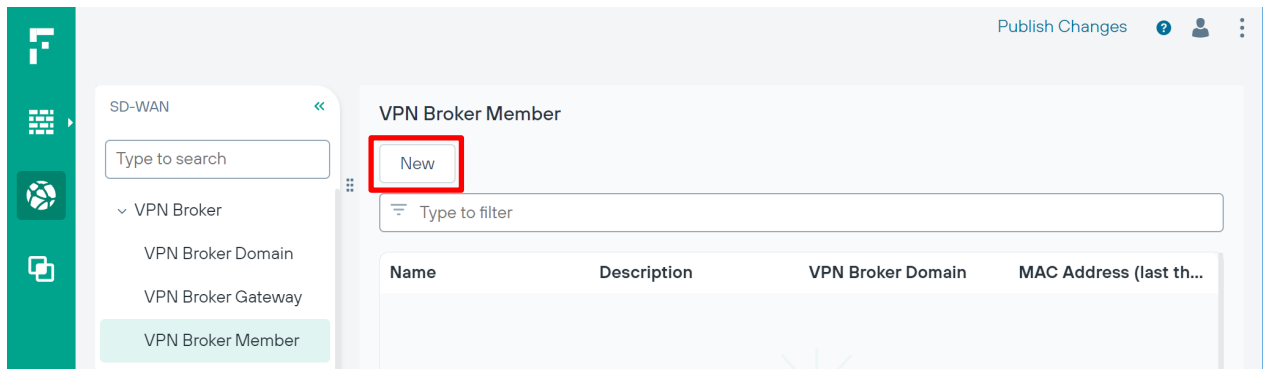 Publish Changes
SD-WAN
Type to search
VPN Broker
VPN Broker Domain
VPN Broker Gateway
VPN Broker Member
VPN Broker Member
New
Type to filter
Name Description VPN Broker Domain MAC Address (last th...